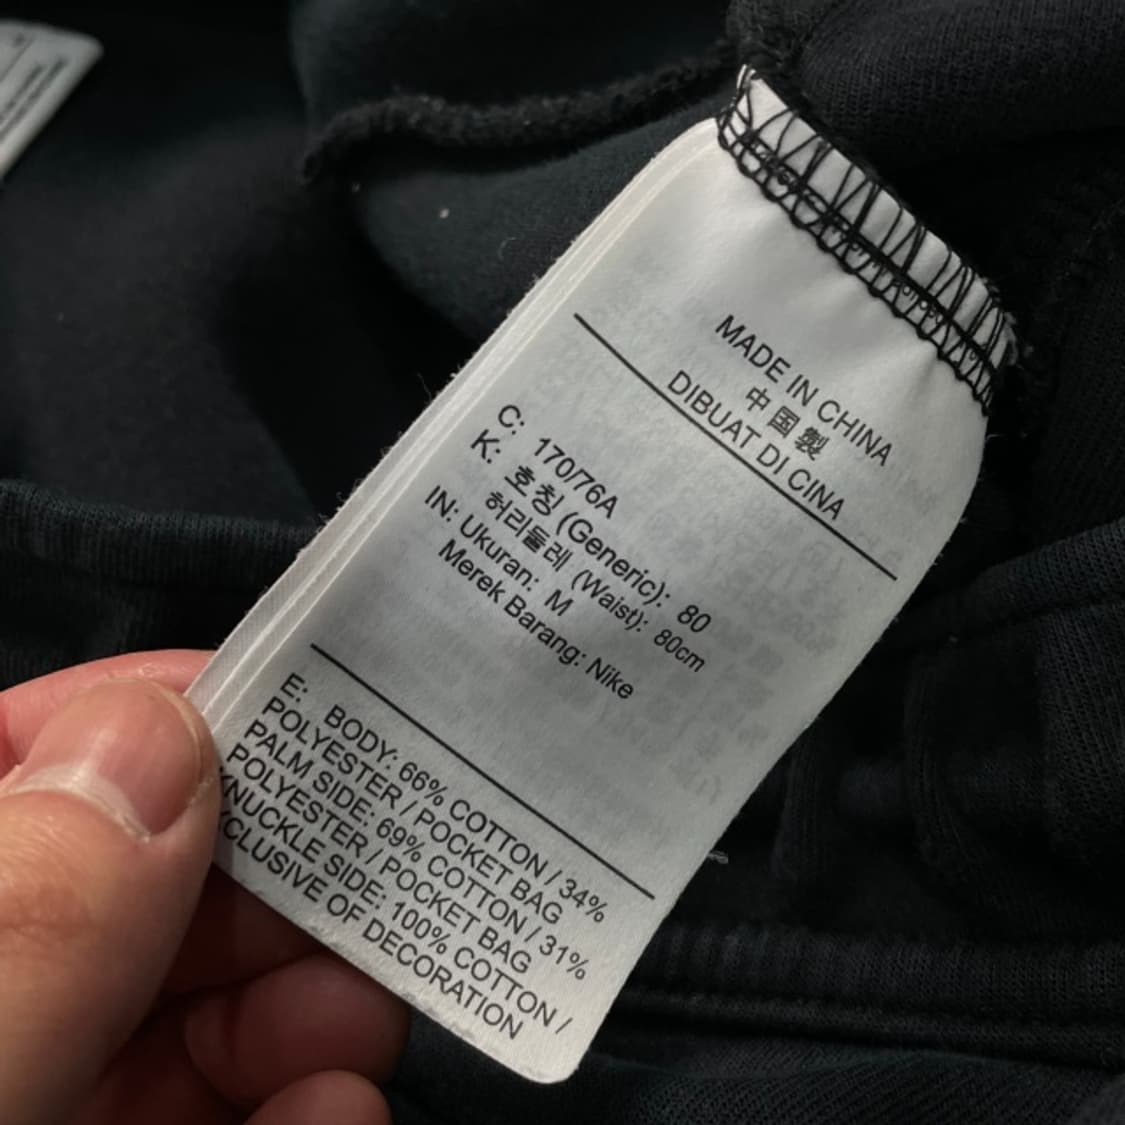 MADE IN CHINA
中国製
DIBUAT DI CINA
C: 170/76A
K: 호칭 (Generic): 80
허리둘레 (Waist): 80cm
IN: Ukuran: M
Merek Barang: Nike
E: BODY: 66% COTTON / 34%
POLYESTER / POCKET BAG
PALM SIDE: 69% COTTON / 31%
POLYESTER / POCKET BAG
KNUCKLE SIDE: 100% COTTON /
XCLUSIVE OF DECORATION